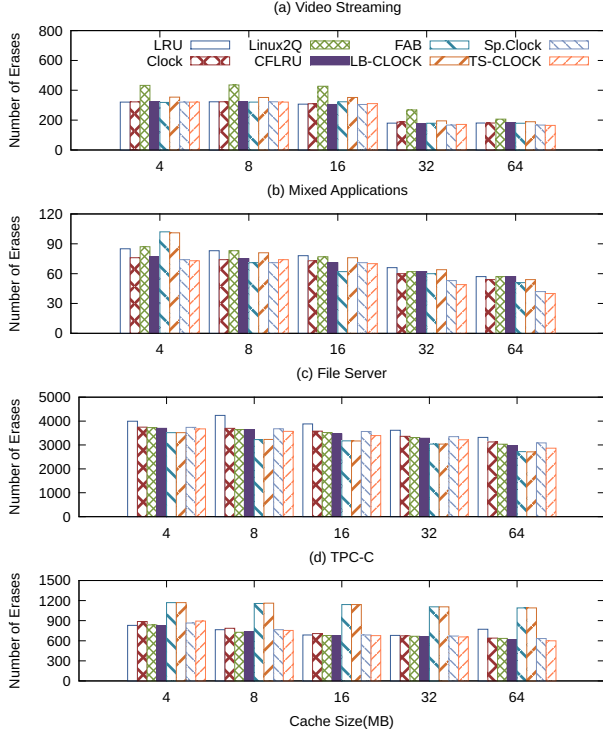 (a) Video Streaming
LRU Linux2Q FAB Sp.Clock
Clock CFLRU LB-CLOCK TS-CLOCK
Number of Erases
800
600
400
200
0
4 8 16 32 64
(b) Mixed Applications
Number of Erases
120
90
60
30
0
4 8 16 32 64
(c) File Server
Number of Erases
5000
4000
3000
2000
1000
0
4 8 16 32 64
(d) TPC-C
Number of Erases
1500
1200
900
600
300
0
4 8 16 32 64
Cache Size(MB)